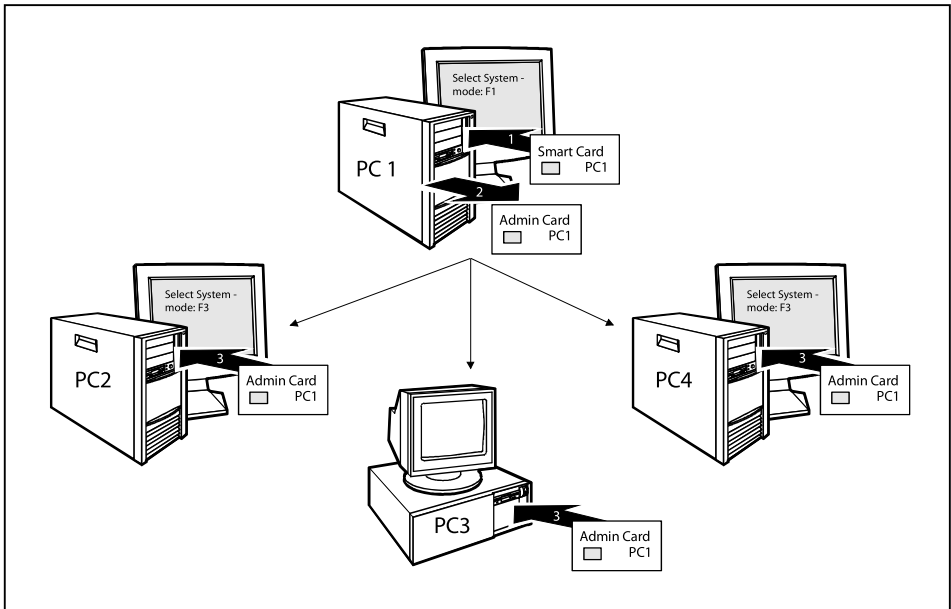 Select System -
mode: F1
PC 1
1
Smart Card
PC1
2
Admin Card
PC1
Select System -
mode: F3
PC2
3
Admin Card
PC1
Select System -
mode: F3
PC4
3
Admin Card
PC1
PC3
3
Admin Card
PC1